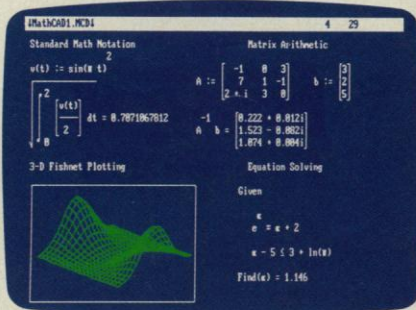 ↓MathCAD1.MCD↓ 4 29
Standard Math Notation
2
v(t) := sin(π t)
2
v(t)
2
dt = 0.7071067812
0
Matrix Arithmetic
A := -1 0 3
7 1 -1
2 + i 3 0
b := 3
2
5
-1
A b = 0.222 + 0.012i
1.523 - 0.082i
1.074 + 0.004i
3-D Fishnet Plotting
Equation Solving
Given
α
e = α + 2
α - 5 ≤ 3 + ln(π)
Find(α) = 1.146